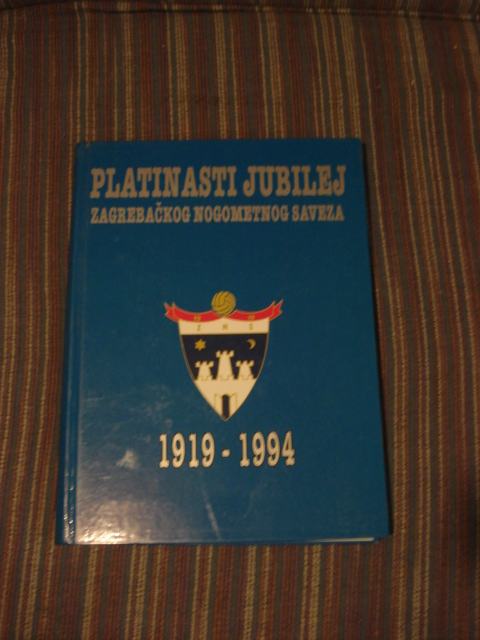 PLATINASTI JUBILEJ
ZAGREBAČKOG NOGOMETNOG SAVEZA
Z N S
1919 - 1994